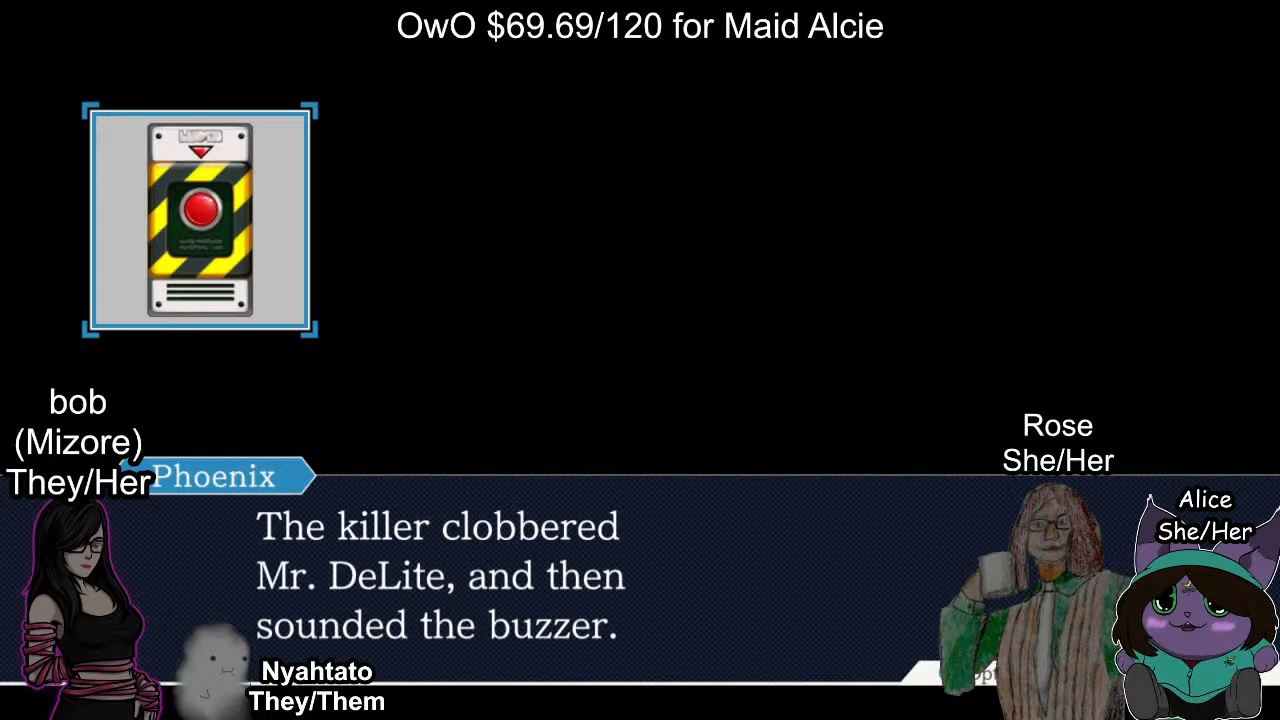 OwO $69.69/120 for Maid Alcie
bob
(Mizore)
They/Her
Rose
She/Her
Alice
She/Her
Phoenix
The killer clobbered
Mr. DeLite, and then
sounded the buzzer.
Nyahtato
They/Them